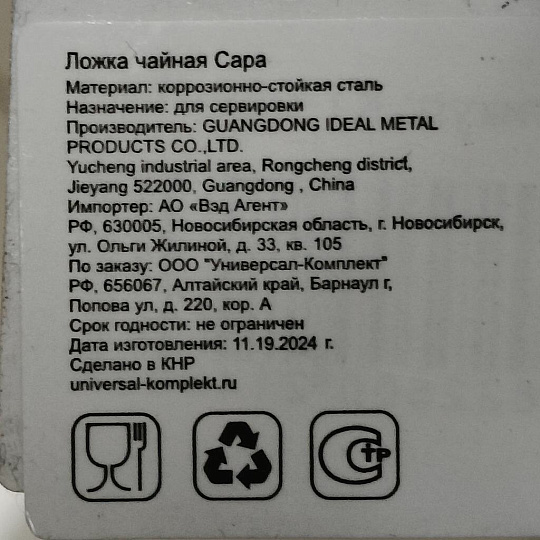 Ложка чайная Сара
Материал: коррозионно-стойкая сталь
Назначение: для сервировки
Производитель: GUANGDONG IDEAL METAL
PRODUCTS CO.,LTD.
Yucheng industrial area, Rongcheng district,
Jieyang 522000, Guangdong , China
Импортер: АО «Вэд Агент»
РФ, 630005, Новосибирская область, г. Новосибирск,
ул. Ольги Жилиной, д. 33, кв. 105
По заказу: ООО "Универсал-Комплект"
РФ, 656067, Алтайский край, Барнаул г,
Попова ул, д. 220, кор. А
Срок годности: не ограничен
Дата изготовления: 11.19.2024 г.
Сделано в КНР
universal-komplekt.ru
СТР